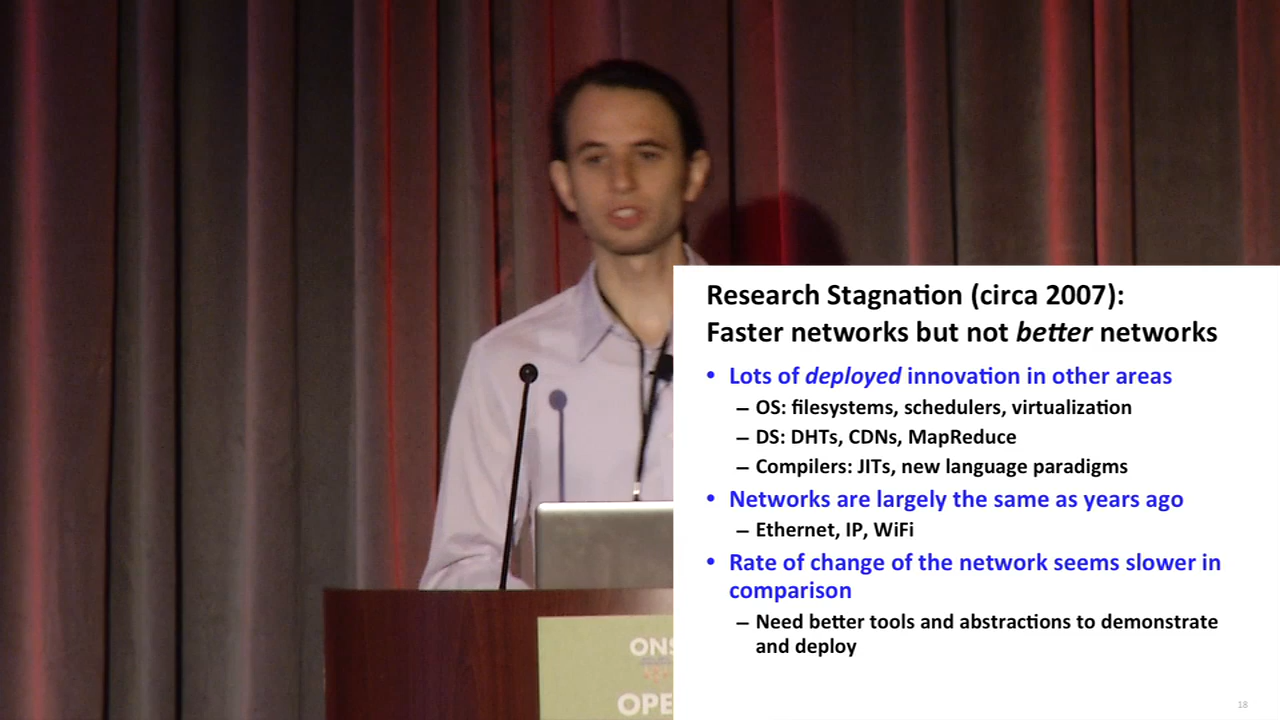 Research Stagnation (circa 2007):
Faster networks but not better networks
• Lots of deployed innovation in other areas
– OS: filesystems, schedulers, virtualization
– DS: DHTs, CDNs, MapReduce
– Compilers: JITs, new language paradigms
• Networks are largely the same as years ago
– Ethernet, IP, WiFi
• Rate of change of the network seems slower in
comparison
– Need better tools and abstractions to demonstrate
and deploy
18
ONS
OPE